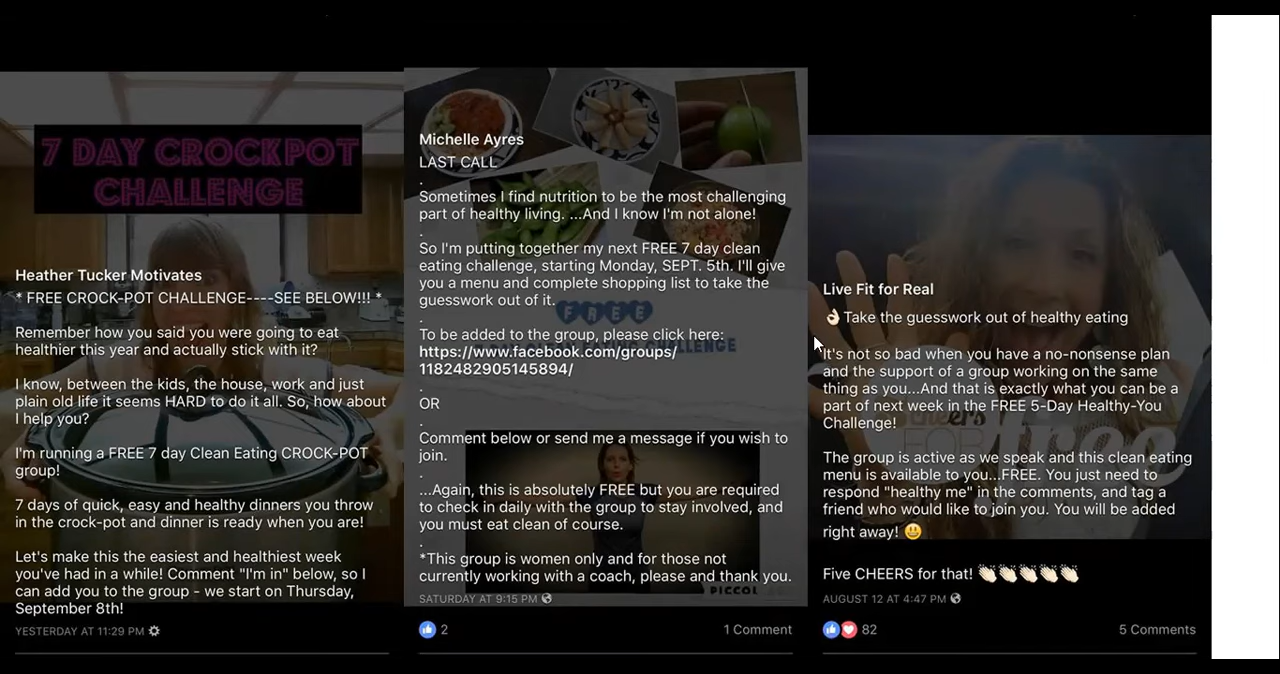 7 DAY CROCKPOT
CHALLENGE
Heather Tucker Motivates
* FREE CROCK-POT CHALLENGE----SEE BELOW!!! *
Remember how you said you were going to eat
healthier this year and actually stick with it?
I know, between the kids, the house, work and just
plain old life it seems HARD to do it all. So, how about
I help you?
I'm running a FREE 7 day Clean Eating CROCK-POT
group!
7 days of quick, easy and healthy dinners you throw
in the crock-pot and dinner is ready when you are!
Let's make this the easiest and healthiest week
you've had in a while! Comment "I'm in" below, so I
can add you to the group - we start on Thursday,
September 8th!
YESTERDAY AT 11:29 PM
Michelle Ayres
LAST CALL
.
Sometimes I find nutrition to be the most challenging
part of healthy living. ...And I know I'm not alone!
.
So I'm putting together my next FREE 7 day clean
eating challenge, starting Monday, SEPT. 5th. I'll give
you a menu and complete shopping list to take the
guesswork out of it.
.
FREE
To be added to the group, please click here:
CHALLENGE
https://www.facebook.com/groups/
1182482905145894/
.
OR
.
Comment below or send me a message if you wish to
join.
.
...Again, this is absolutely FREE but you are required
to check in daily with the group to stay involved, and
you must eat clean of course.
.
*This group is women only and for those not
currently working with a coach, please and thank you.
SATURDAY AT 9:15 PM
2
1 Comment
Live Fit for Real
👌Take the guesswork out of healthy eating
It's not so bad when you have a no-nonsense plan
and the support of a group working on the same
thing as you...And that is exactly what you can be a
part of next week in the FREE 5-Day Healthy-You
Challenge!
FOR free
The group is active as we speak and this clean eating
menu is available to you...FREE. You just need to
respond "healthy me" in the comments, and tag a
friend who would like to join you. You will be added
right away! 😃
Five CHEERS for that! 👏👏👏👏👏
AUGUST 12 AT 4:47 PM
82
5 Comments